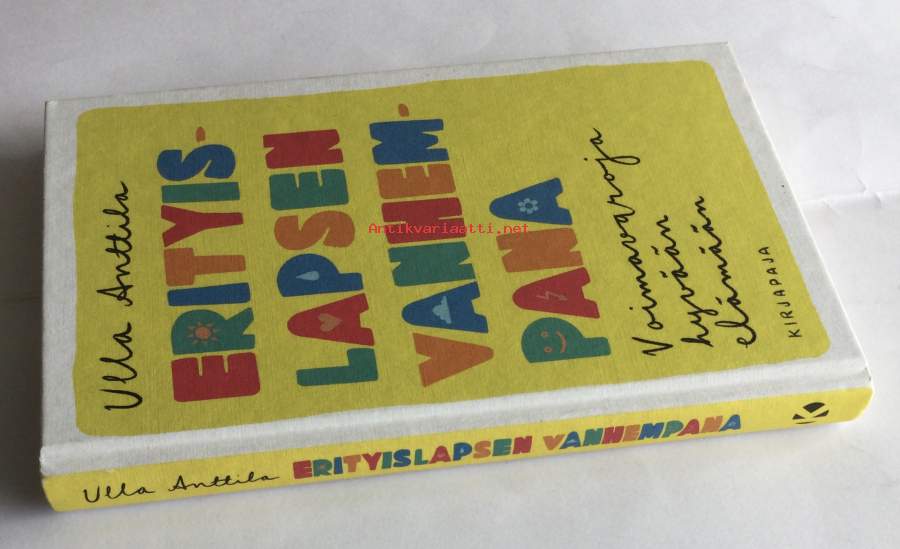 Ulla Anttila
ERITYIS-
LAPSEN
VANHEM-
PANA
Voimavaroja
hyvään
elämään
KIRJAPAJA
Antikvariaatti.net
Ulla Anttila ERITYISLAPSEN VANHEMPANA